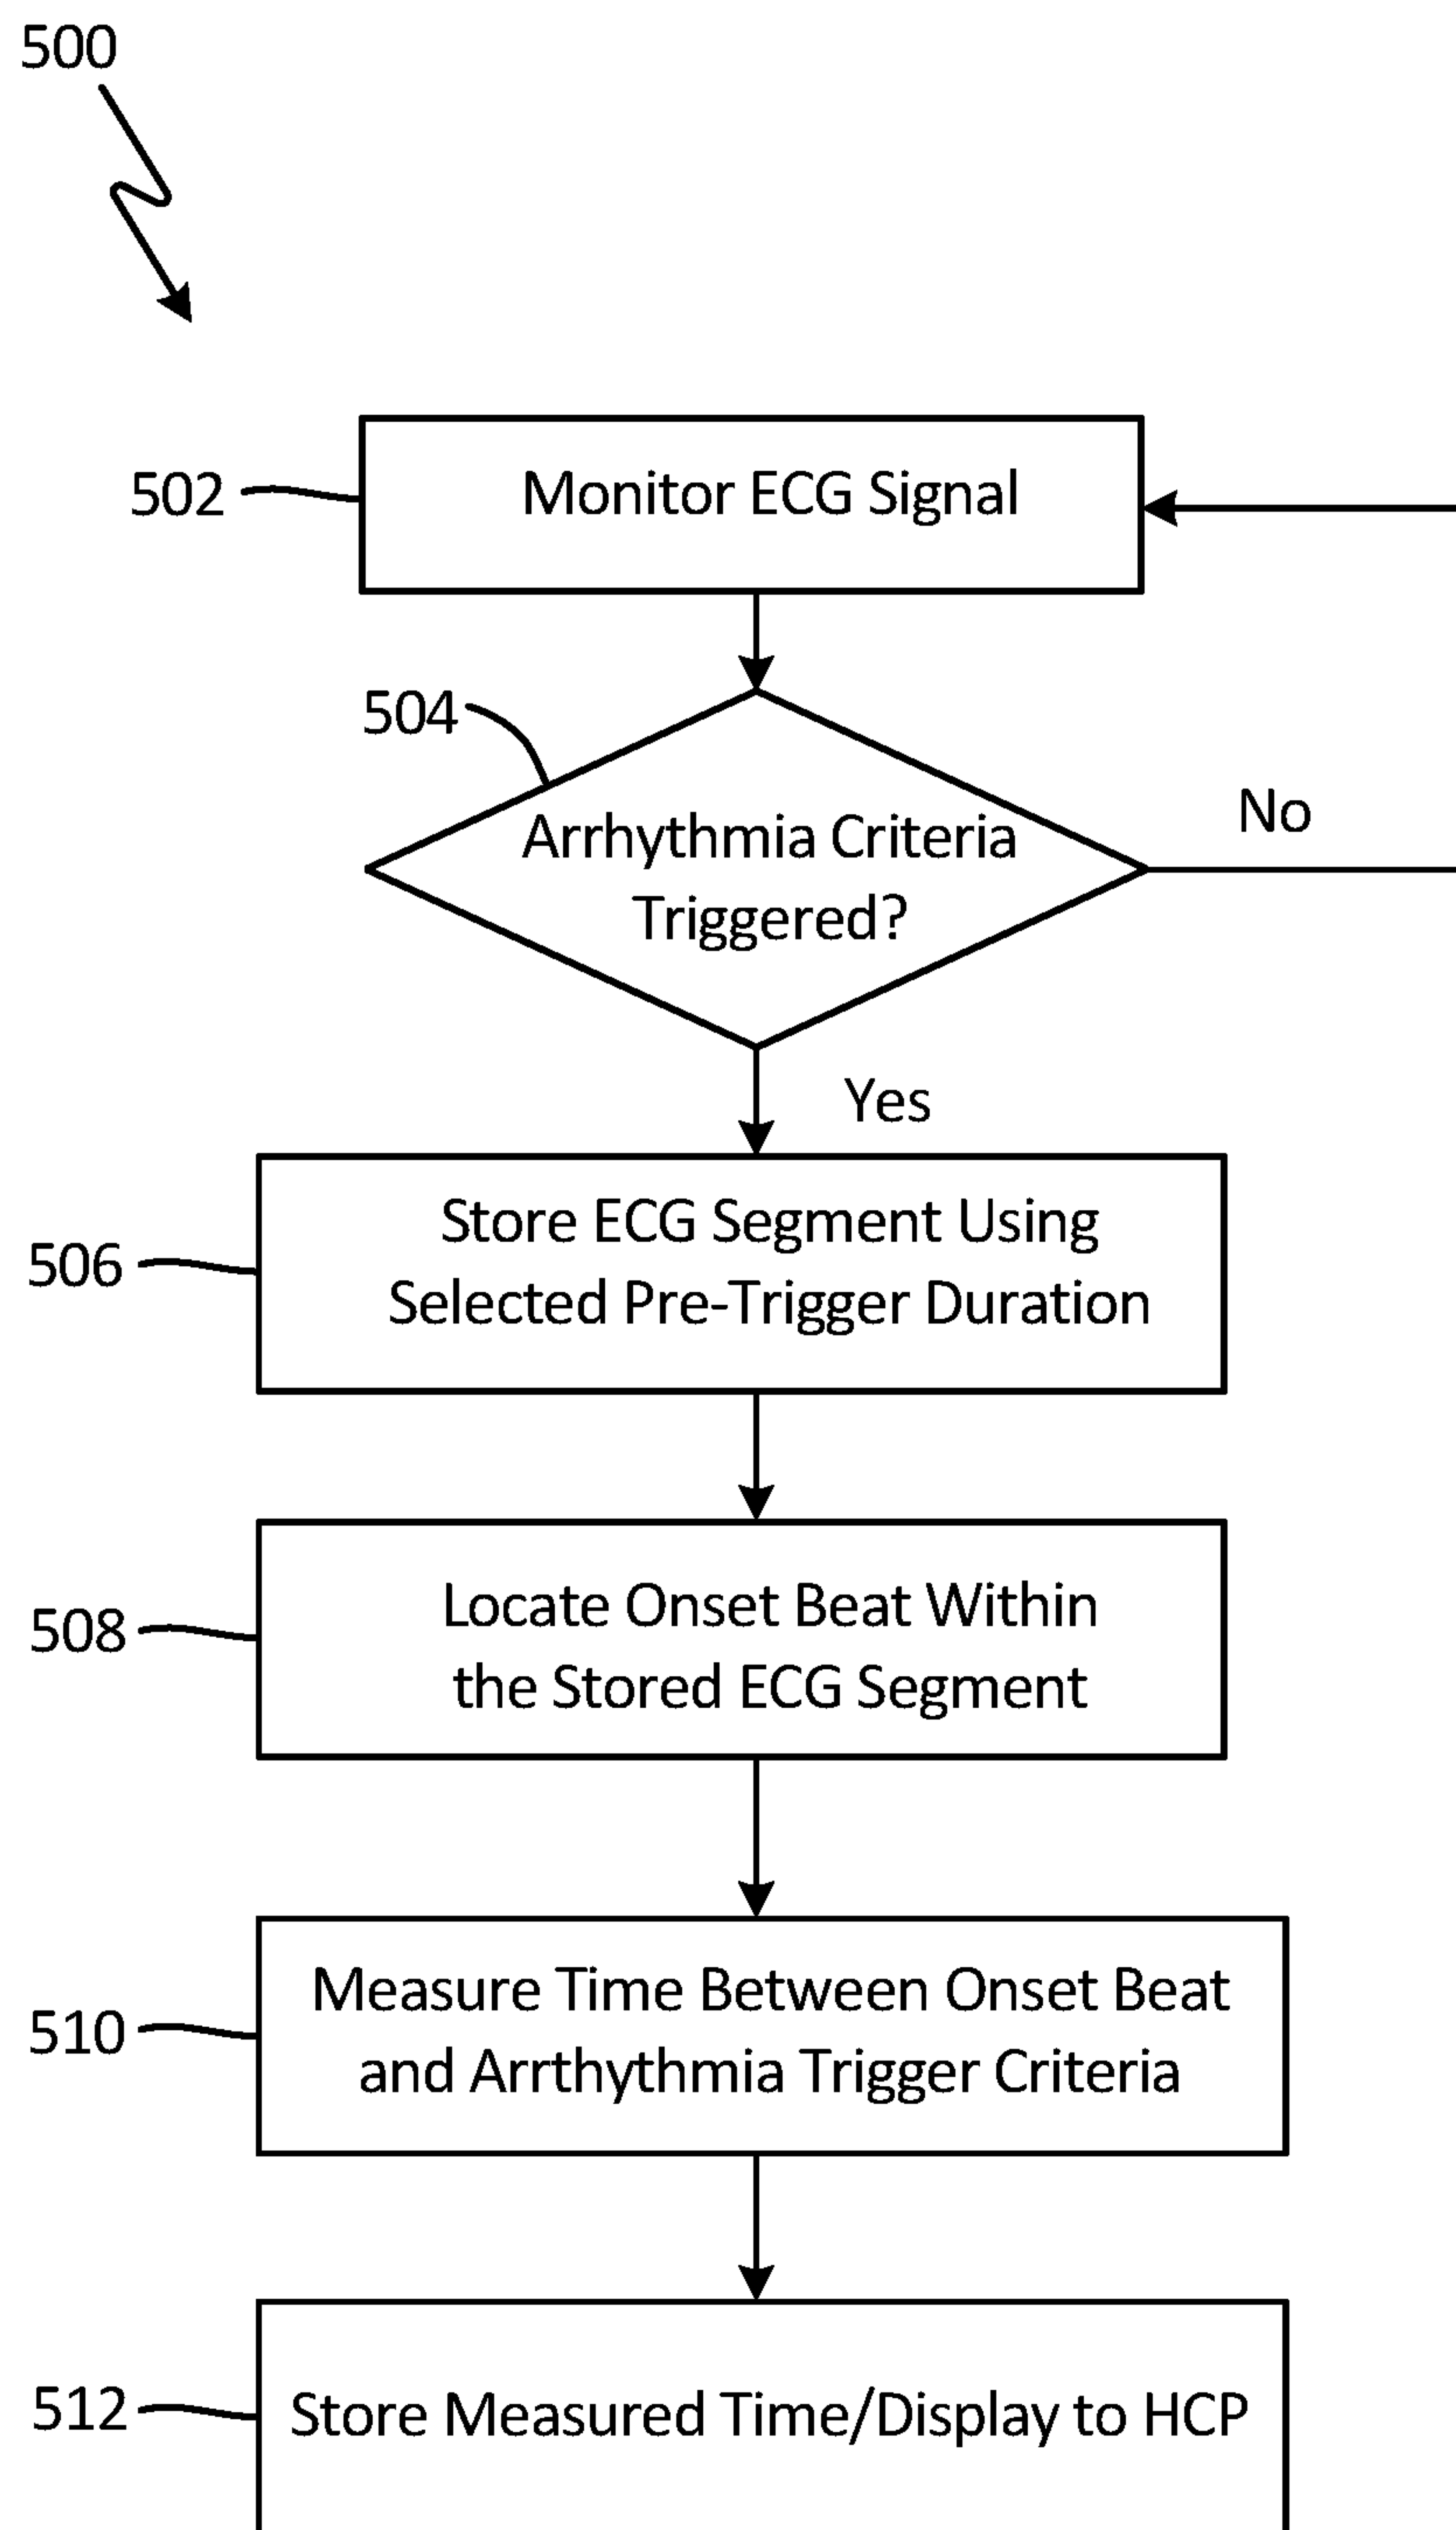 500
502
Monitor ECG Signal
504
Arrhythmia Criteria
Triggered?
No
Yes
506
Store ECG Segment Using
Selected Pre-Trigger Duration
508
Locate Onset Beat Within
the Stored ECG Segment
510
Measure Time Between Onset Beat
and Arrthythmia Trigger Criteria
512
Store Measured Time/Display to HCP